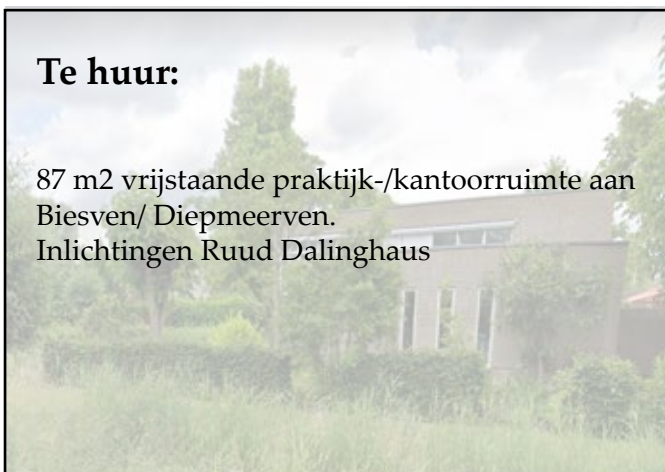 Te huur:
87 m2 vrijstaande praktijk-/kantoorruimte aan
Biesven/ Diepmeerven.
Inlichtingen Ruud Dalinghaus